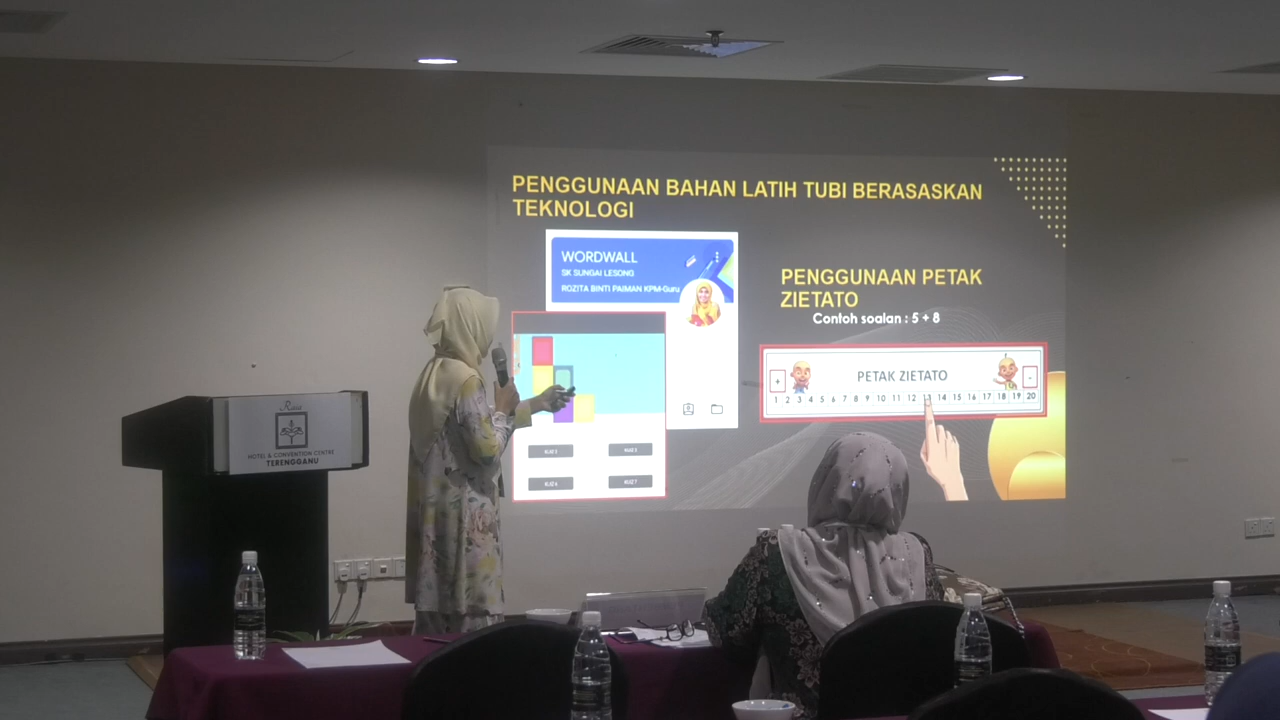 PENGGUNAAN BAHAN LATIH TUBI BERASASKAN
TEKNOLOGI
WORDWALL
SK SUNGAI LESONG
ROZITA BINTI PAIMAN KPM-Guru
PENGGUNAAN PETAK
ZIETATO
Contoh soalan : 5 + 8
PETAK ZIETATO
+
-
1 2 3 4 5 6 7 8 9 10 11 12 13 14 15 16 17 18 19 20
HOTEL & CONVENTION CENTRE
TERENGGANU